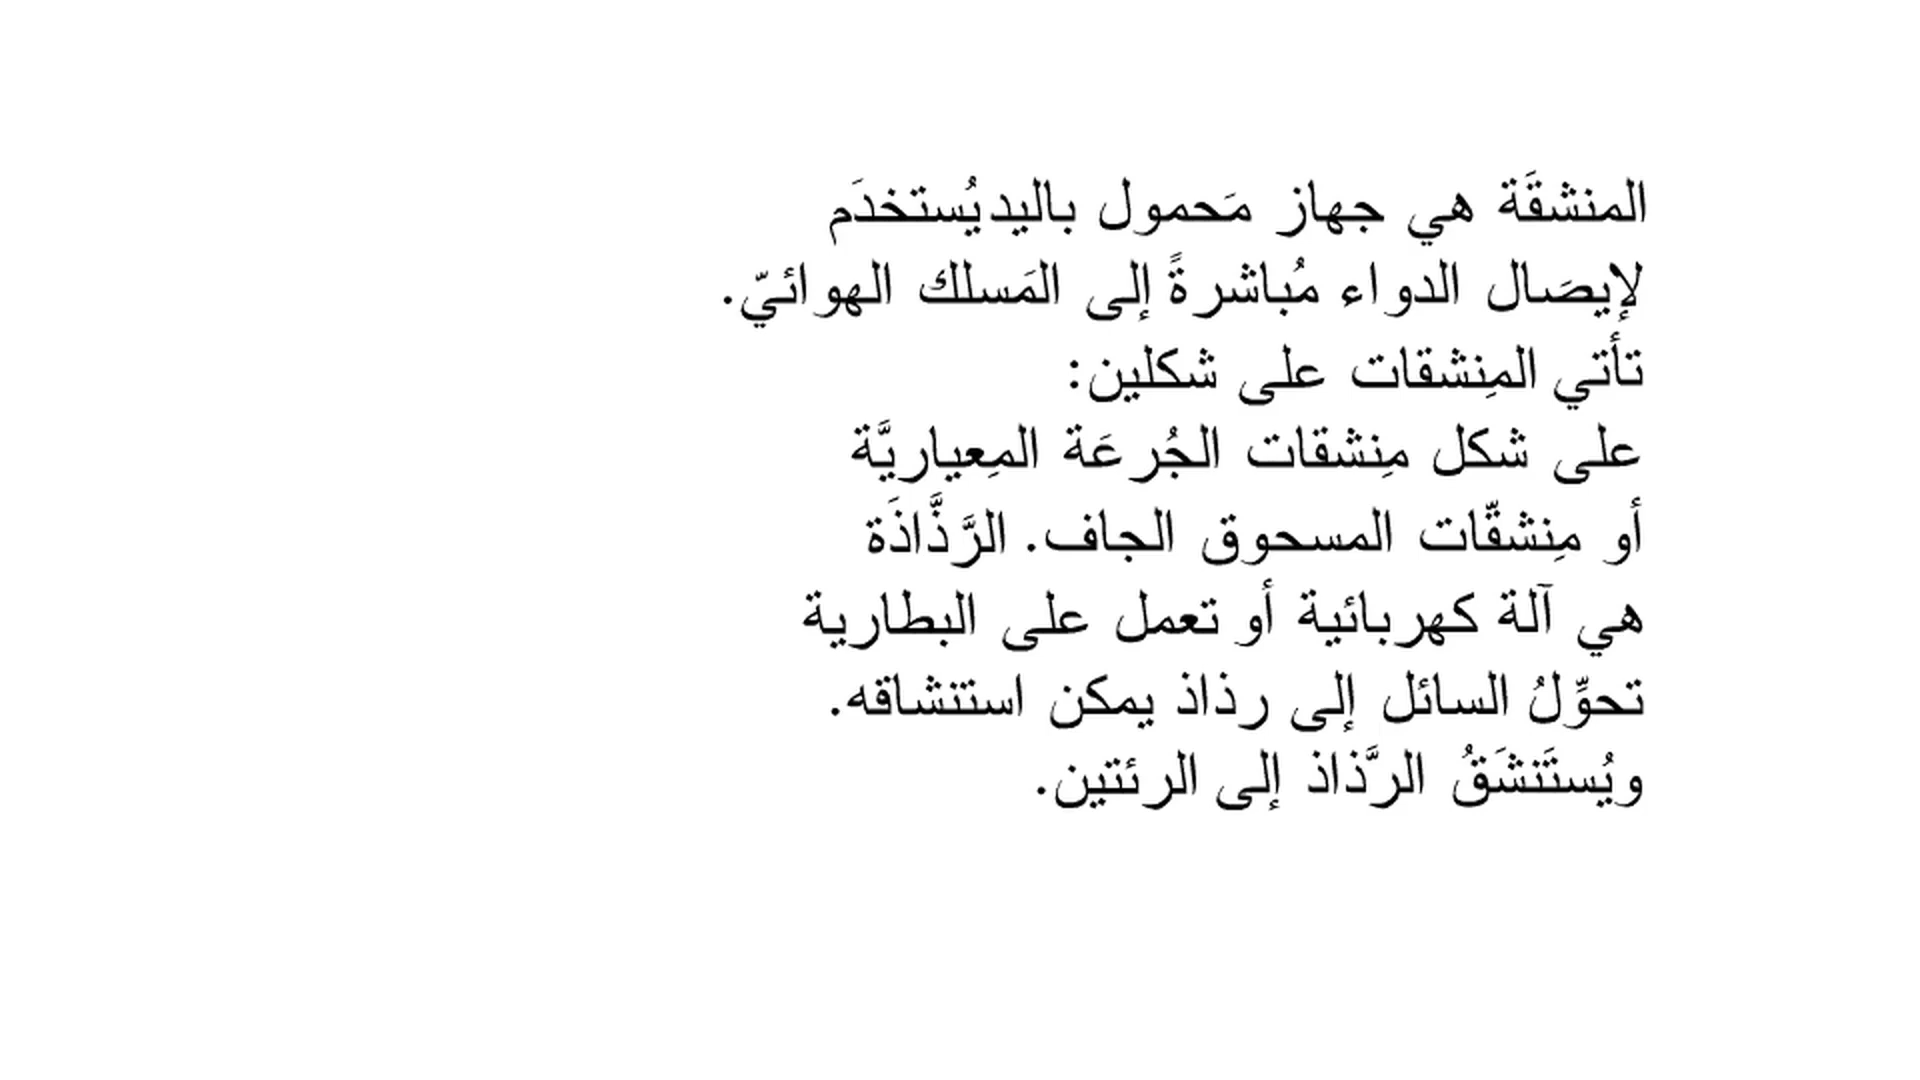 المنشقَة هي جهاز مَحمول باليد يُستخدَم
لإيصَال الدواء مُباشرةً إلى المَسلك الهوائيّ.
تأتي المِنشقات على شكلين:
على شكل مِنشقات الجُرعَة المِعياريَّة
أو مِنشقّات المسحوق الجاف. الرَّذَّاذَة
هي آلة كهربائية أو تعمل على البطارية
تحوِّلُ السائل إلى رذاذ يمكن استنشاقه.
ويُستَنشَقُ الرَّذاذ إلى الرئتين.